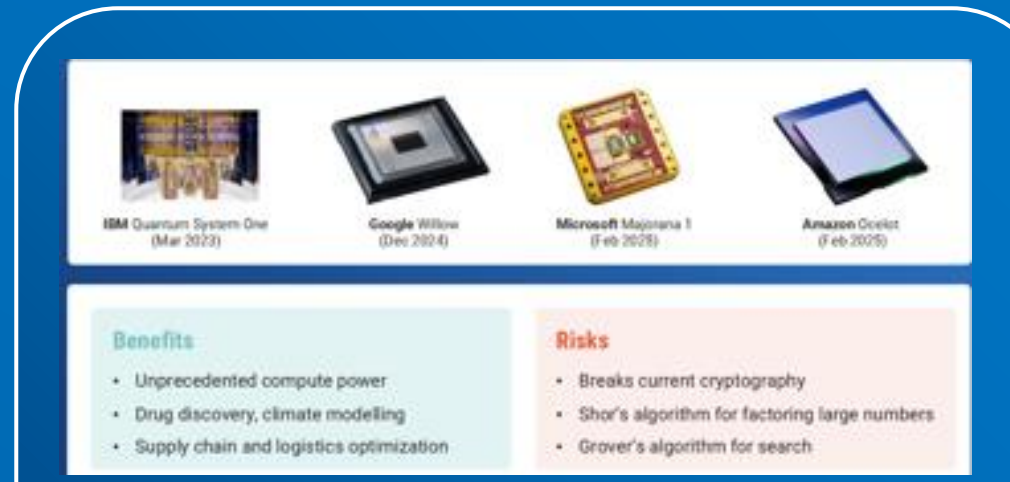 IBM Quantum System One
(Mar 2023)
Google Willow
(Dec 2024)
Microsoft Majorana 1
(Feb 2025)
Amazon Ocelot
(Feb 2025)
Benefits
• Unprecedented compute power
• Drug discovery, climate modelling
• Supply chain and logistics optimization
Risks
• Breaks current cryptography
• Shor's algorithm for factoring large numbers
• Grover's algorithm for search